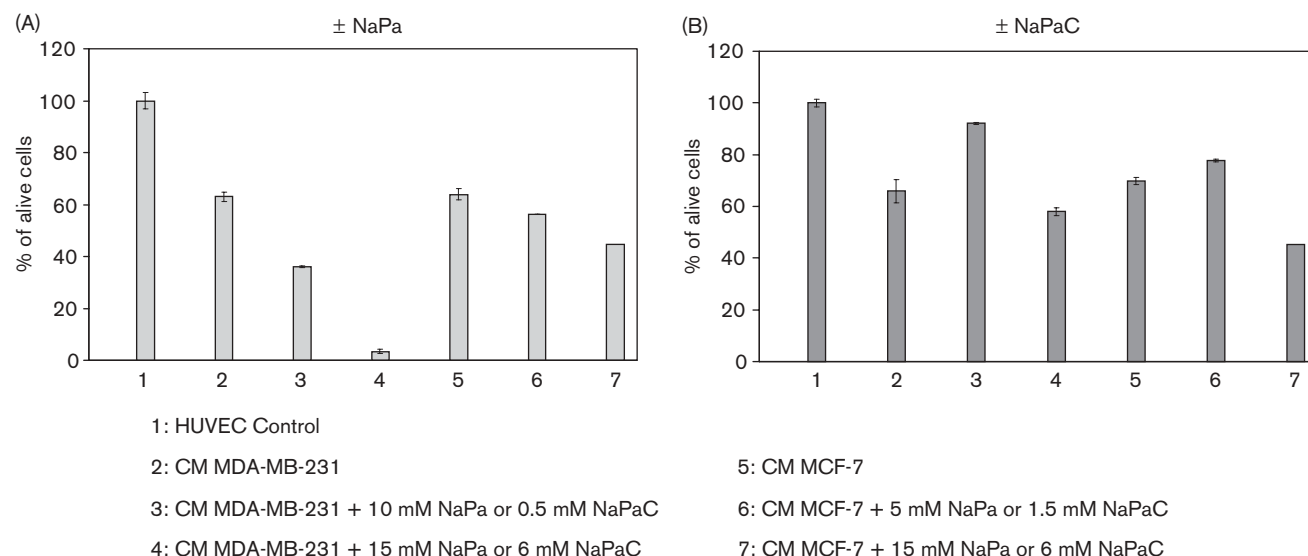 (A)
± NaPa
120
100
80
60
40
20
0
% of alive cells
1 2 3 4 5 6 7
(B)
± NaPaC
120
100
80
60
40
20
0
% of alive cells
1 2 3 4 5 6 7
1: HUVEC Control
2: CM MDA-MB-231
3: CM MDA-MB-231 + 10 mM NaPa or 0.5 mM NaPaC
4: CM MDA-MB-231 + 15 mM NaPa or 6 mM NaPaC
5: CM MCF-7
6: CM MCF-7 + 5 mM NaPa or 1.5 mM NaPaC
7: CM MCF-7 + 15 mM NaPa or 6 mM NaPaC